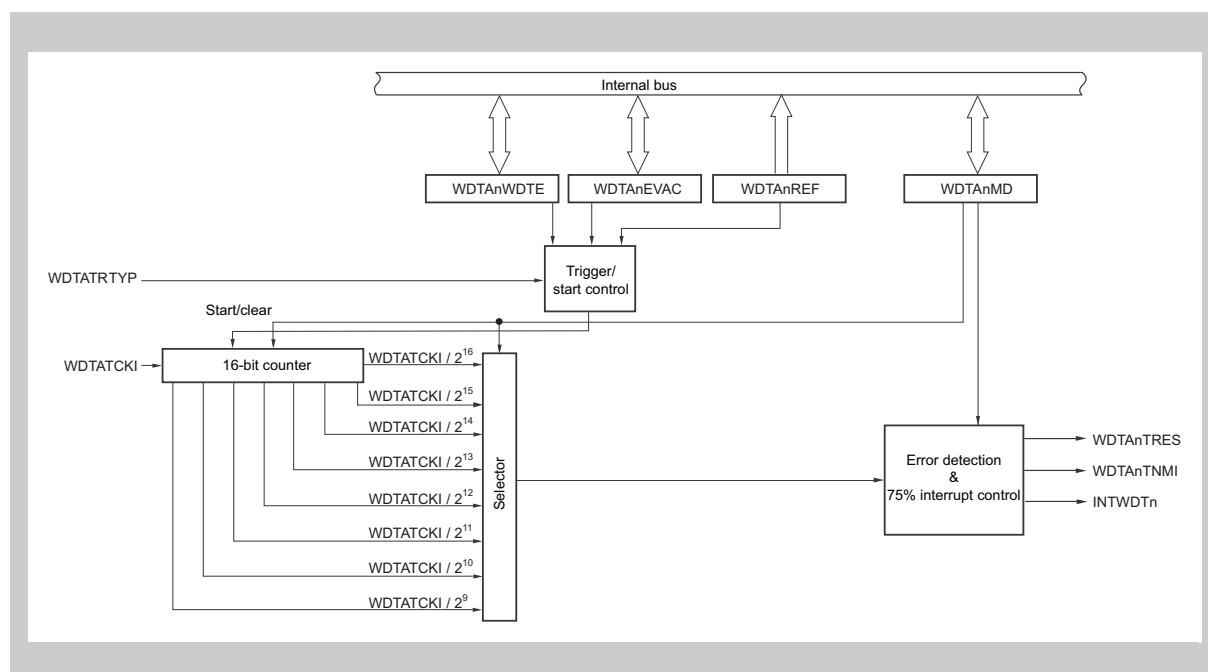 Internal bus
WDTAnWDTE
WDTAnEVAC
WDTAnREF
WDTAnMD
WDTATRTYP
Trigger/
start control
Start/clear
WDTATCKI
16-bit counter
WDTATCKI / 2^16
WDTATCKI / 2^15
WDTATCKI / 2^14
WDTATCKI / 2^13
WDTATCKI / 2^12
WDTATCKI / 2^11
WDTATCKI / 2^10
WDTATCKI / 2^9
Selector
Error detection
&
75% interrupt control
WDTAnTRES
WDTAnTNMI
INTWDTn